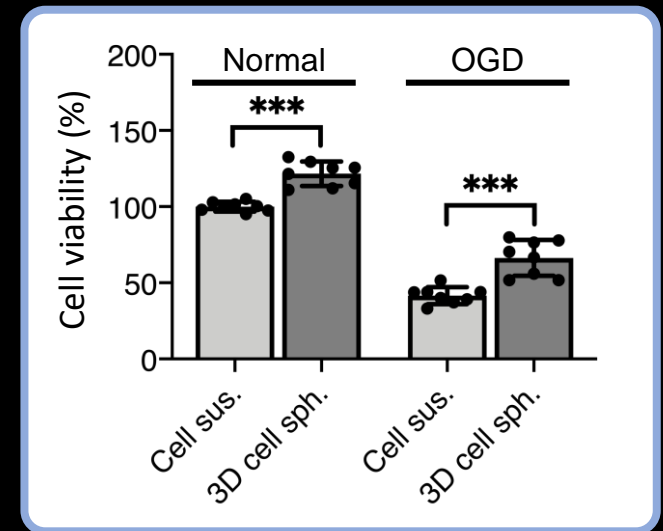 Cell viability (%)
200
150
100
50
0
Normal
OGD
***
***
Cell sus.
3D cell sph.
Cell sus.
3D cell sph.